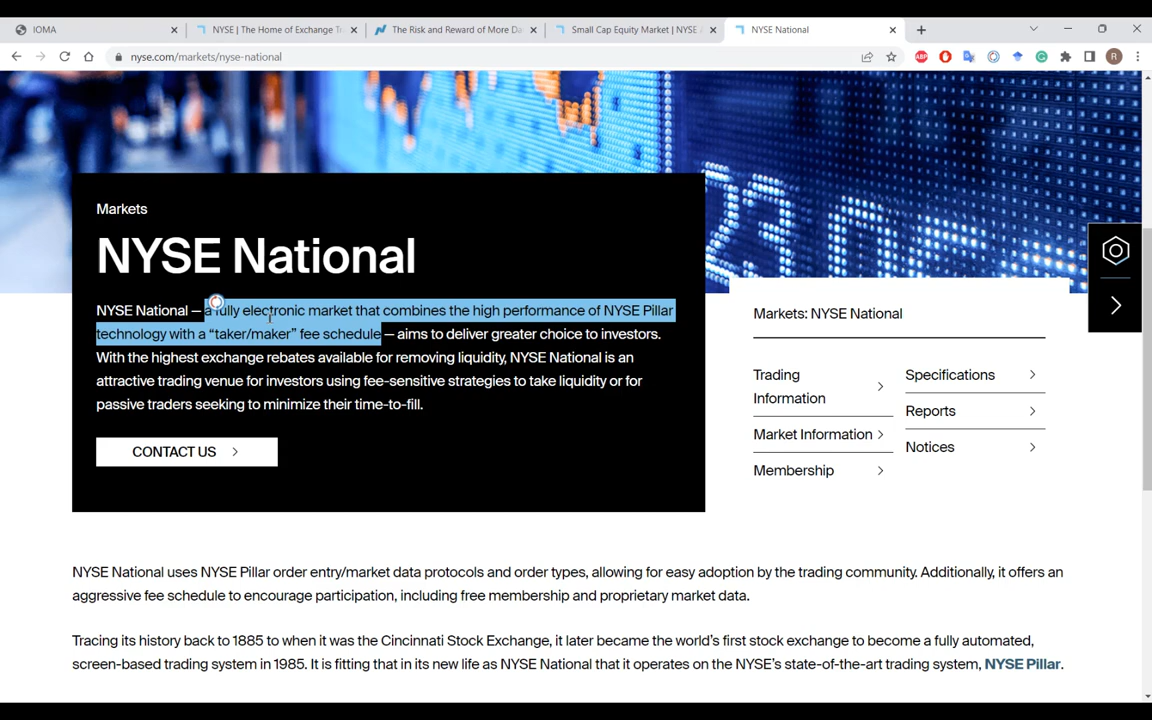 IOMA
NYSE | The Home of Exchange Tr
The Risk and Reward of More Da
Small Cap Equity Market | NYSE A
NYSE National
nyse.com/markets/nyse-national
ABP
G
R
Markets
NYSE National
NYSE National — a fully electronic market that combines the high performance of NYSE Pillar
technology with a “taker/maker” fee schedule — aims to deliver greater choice to investors.
With the highest exchange rebates available for removing liquidity, NYSE National is an
attractive trading venue for investors using fee-sensitive strategies to take liquidity or for
passive traders seeking to minimize their time-to-fill.
CONTACT US
Markets: NYSE National
Trading
Information
Market Information
Membership
Specifications
Reports
Notices
NYSE National uses NYSE Pillar order entry/market data protocols and order types, allowing for easy adoption by the trading community. Additionally, it offers an
aggressive fee schedule to encourage participation, including free membership and proprietary market data.
Tracing its history back to 1885 to when it was the Cincinnati Stock Exchange, it later became the world’s first stock exchange to become a fully automated,
screen-based trading system in 1985. It is fitting that in its new life as NYSE National that it operates on the NYSE’s state-of-the-art trading system, NYSE Pillar.